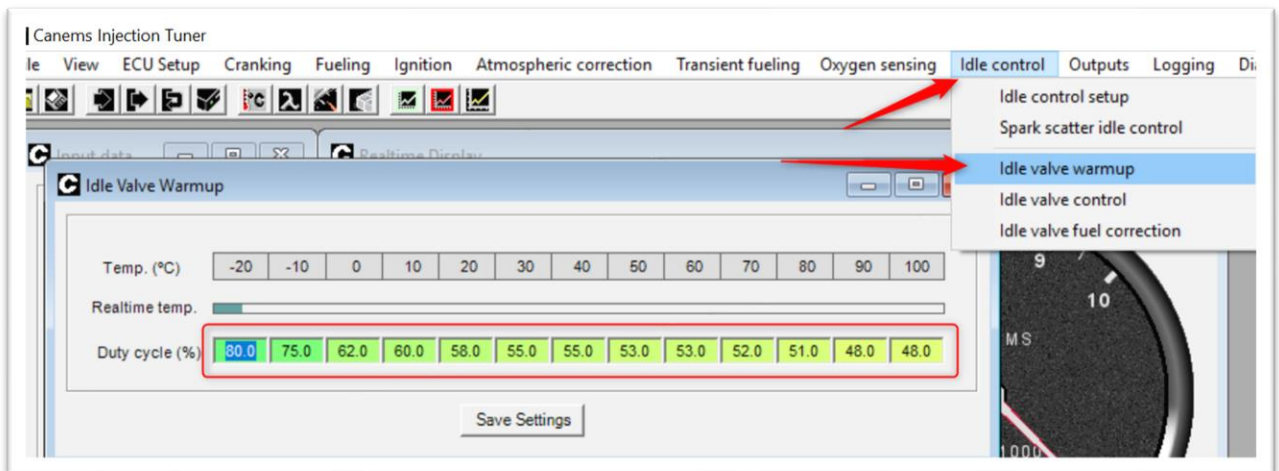 Canems Injection Tuner
le View ECU Setup Cranking Fueling Ignition Atmospheric correction Transient fueling Oxygen sensing Idle control Outputs Logging Di
°C λ
Idle control setup
Spark scatter idle control
Input data Realtime Display
Idle valve warmup
C Idle Valve Warmup
Idle valve control
Idle valve fuel correction
Temp. (°C) -20 -10 0 10 20 30 40 50 60 70 80 90 100
9
Realtime temp.
10
Duty cycle (%) 80.0 75.0 62.0 60.0 58.0 55.0 55.0 53.0 53.0 52.0 51.0 48.0 48.0
MS
Save Settings
1000